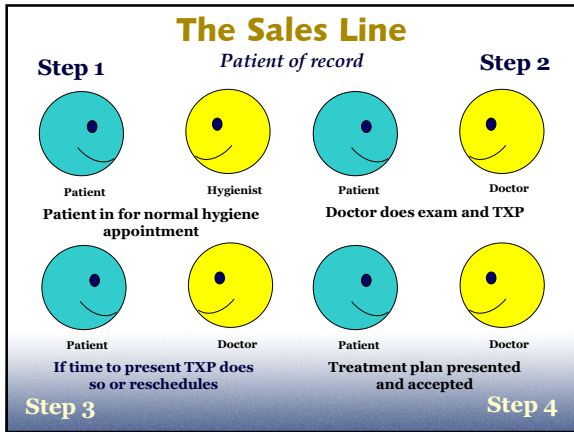 The Sales Line
Step 1
Patient of record
Step 2
Patient
Hygienist
Patient
Doctor
Patient in for normal hygiene
appointment
Doctor does exam and TXP
Patient
Doctor
Patient
Doctor
If time to present TXP does
so or reschedules
Treatment plan presented
and accepted
Step 3
Step 4